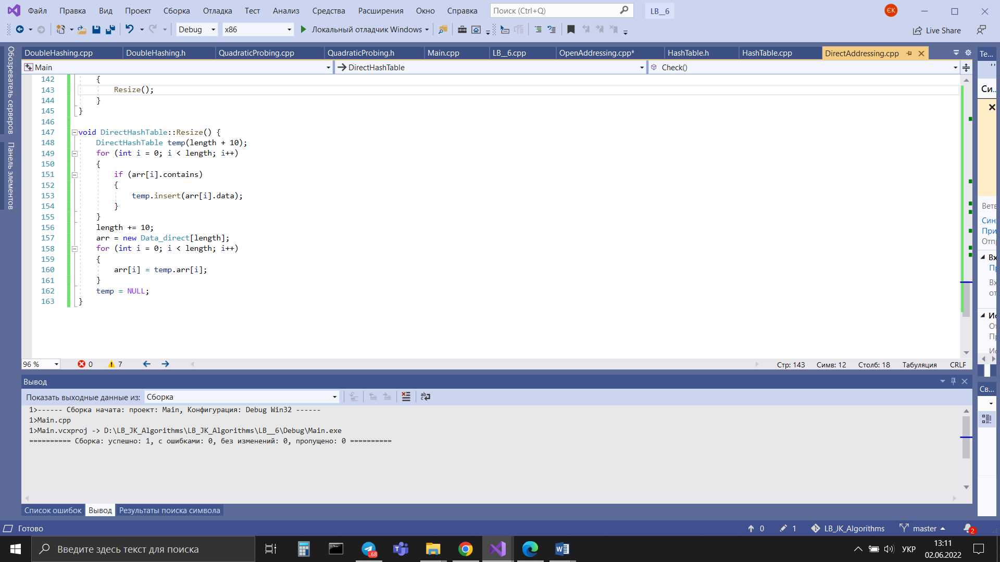 Файл Правка Вид Проект Сборка Отладка Тест Анализ Средства Расширения Окно Справка Поиск (Ctrl+Q) LB__6 ЄК
Debug x86 Локальный отладчик Windows Live Share
DoubleHashing.cpp DoubleHashing.h QuadraticProbing.cpp QuadraticProbing.h Main.cpp LB__6.cpp OpenAddressing.cpp* HashTable.h HashTable.cpp DirectAddressing.cpp
Main DirectHashTable Check()
Обозреватель серверов
Панель элементов
142 {
143 Resize();
144 }
145 }
146
147 void DirectHashTable::Resize() {
148 DirectHashTable temp(length + 10);
149 for (int i = 0; i < length; i++)
150 {
151 if (arr[i].contains)
152 {
153 temp.insert(arr[i].data);
154 }
155 }
156 length += 10;
157 arr = new Data_direct[length];
158 for (int i = 0; i < length; i++)
159 {
160 arr[i] = temp.arr[i];
161 }
162 temp = NULL;
163 }
96 % 0 7 Стр: 143 Симв: 12 Столб: 18 Табуляция CRLF
Те...
Си...
Ветв
Син
При
Отп
Вх
Пр
Вх
от
Ис
От
Пр
Ис
Св...
Вывод
Показать выходные данные из: Сборка
1>------ Сборка начата: проект: Main, Конфигурация: Debug Win32 ------
1>Main.cpp
1>Main.vcxproj -> D:\LB_JK_Algorithms\LB_JK_Algorithms\LB__6\Debug\Main.exe
========== Сборка: успешно: 1, с ошибками: 0, без изменений: 0, пропущено: 0 ==========
Список ошибок Вывод Результаты поиска символа
Готово 0 1 LB_JK_Algorithms master 2
Введите здесь текст для поиска ..68 УКР 13:11
02.06.2022